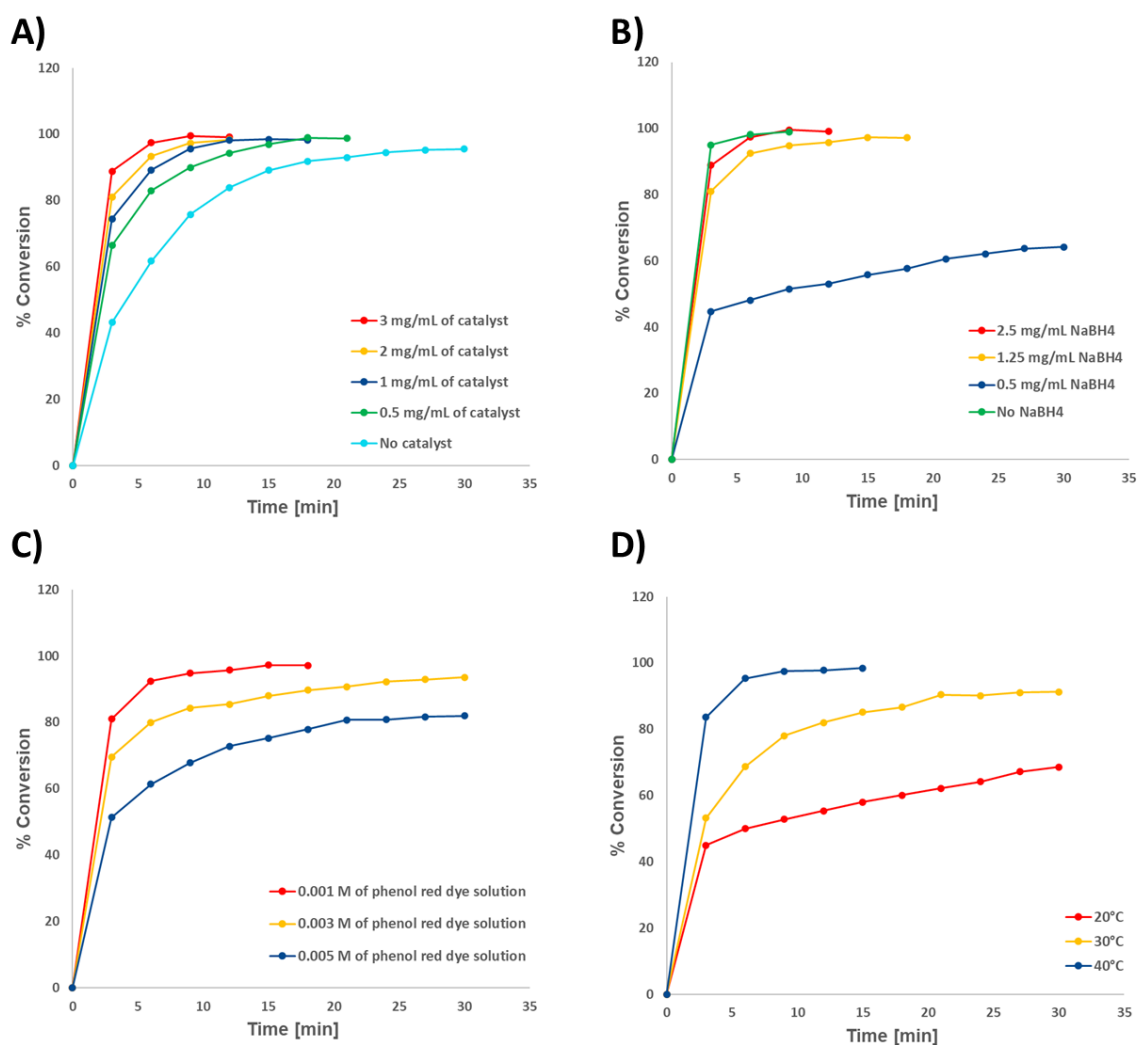 A)
120
100
80
60
40
20
0
% Conversion
3 mg/mL of catalyst
2 mg/mL of catalyst
1 mg/mL of catalyst
0.5 mg/mL of catalyst
No catalyst
0 5 10 15 20 25 30 35
Time [min]
B)
120
100
80
60
40
20
0
% Conversion
2.5 mg/mL NaBH4
1.25 mg/mL NaBH4
0.5 mg/mL NaBH4
No NaBH4
0 5 10 15 20 25 30 35
Time [min]
C)
120
100
80
60
40
20
0
% Conversion
0.001 M of phenol red dye solution
0.003 M of phenol red dye solution
0.005 M of phenol red dye solution
0 5 10 15 20 25 30 35
Time [min]
D)
120
100
80
60
40
20
0
% Conversion
20°C
30°C
40°C
0 5 10 15 20 25 30 35
Time [min]